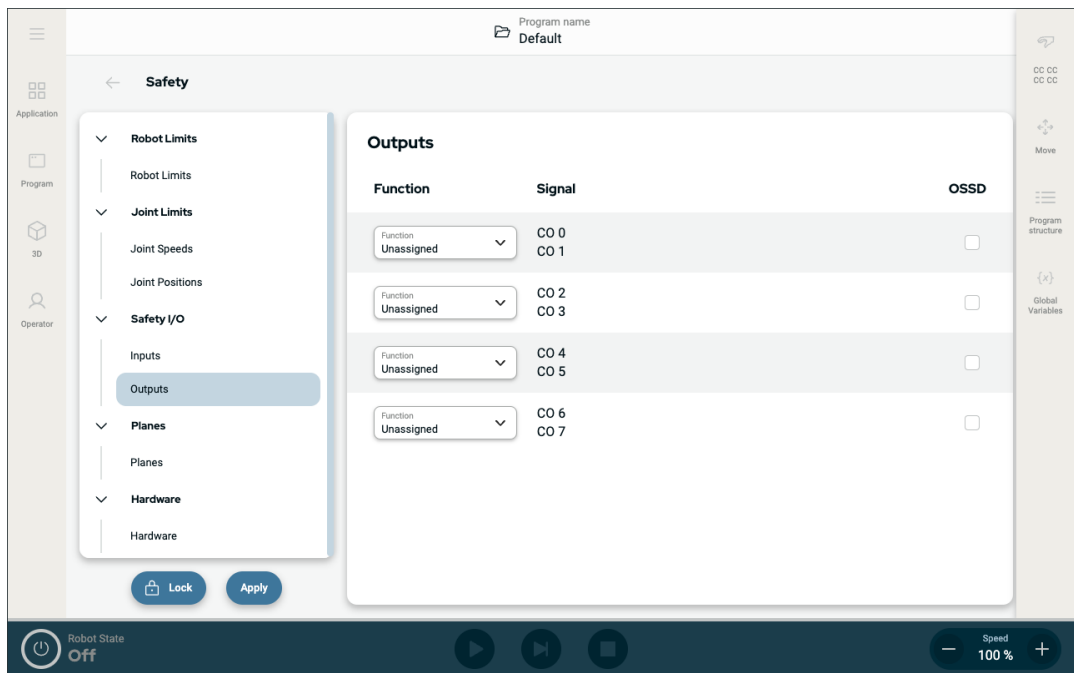 Program name
Default
Application
Program
3D
Operator
Safety
Robot Limits
Robot Limits
Joint Limits
Joint Speeds
Joint Positions
Safety I/O
Inputs
Outputs
Planes
Planes
Hardware
Hardware
Lock
Apply
Outputs
Function Signal OSSD
Function
Unassigned
CO 0
CO 1
Function
Unassigned
CO 2
CO 3
Function
Unassigned
CO 4
CO 5
Function
Unassigned
CO 6
CO 7
CC CC
CC CC
Move
Program
structure
{x}
Global
Variables
Robot State
Off
Speed
100 %